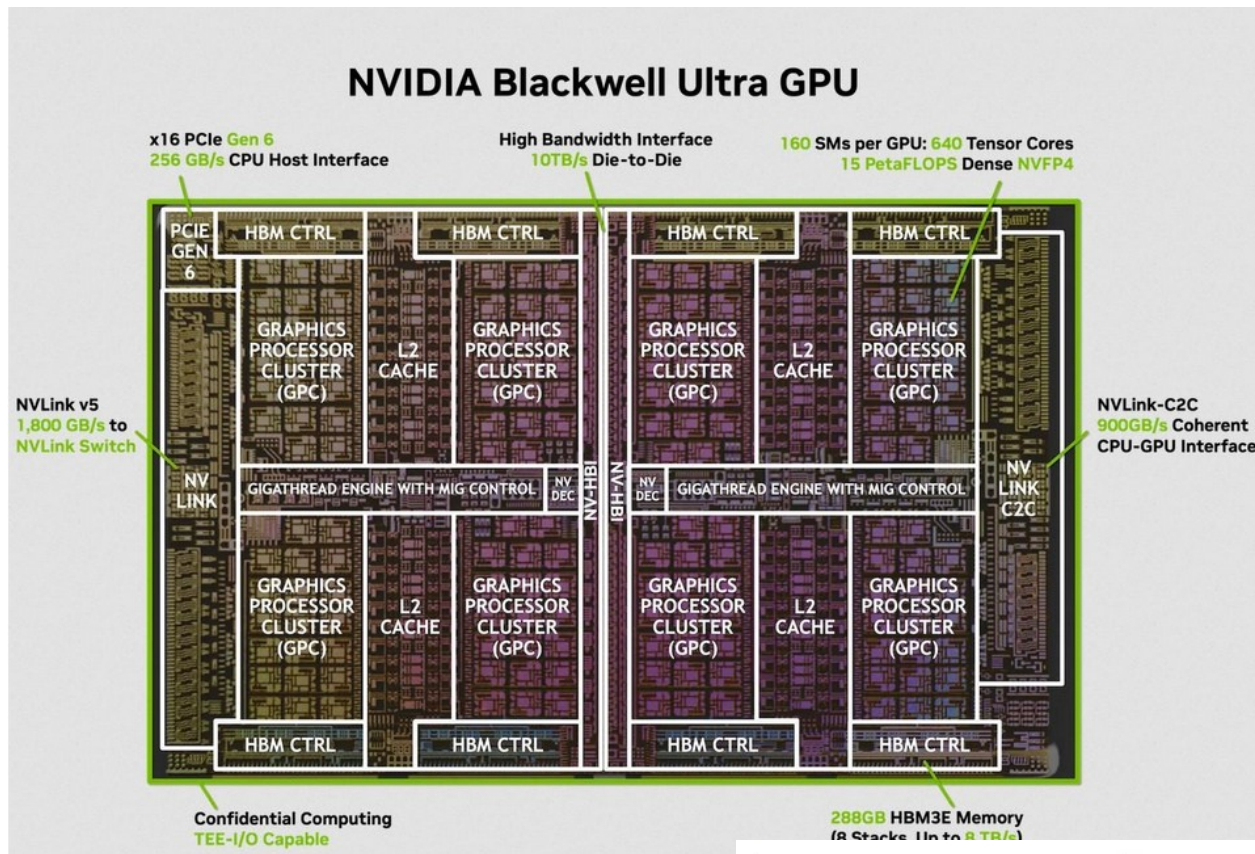 NVIDIA Blackwell Ultra GPU
x16 PCIe Gen 6
256 GB/s CPU Host Interface
High Bandwidth Interface
10TB/s Die-to-Die
160 SMs per GPU: 640 Tensor Cores
15 PetaFLOPS Dense NVFP4
PCIE
GEN
6
HBM CTRL
HBM CTRL
HBM CTRL
HBM CTRL
GRAPHICS
PROCESSOR
CLUSTER
(GPC)
L2
CACHE
GRAPHICS
PROCESSOR
CLUSTER
(GPC)
GRAPHICS
PROCESSOR
CLUSTER
(GPC)
L2
CACHE
GRAPHICS
PROCESSOR
CLUSTER
(GPC)
NVLink v5
1,800 GB/s to
NVLink Switch
NVLink-C2C
900GB/s Coherent
CPU-GPU Interface
NV
LINK
GIGATHREAD ENGINE WITH MIG CONTROL
NV
DEC
NV-HBI
NV-HBI
NV
DEC
GIGATHREAD ENGINE WITH MIG CONTROL
NV
LINK
C2C
GRAPHICS
PROCESSOR
CLUSTER
(GPC)
L2
CACHE
GRAPHICS
PROCESSOR
CLUSTER
(GPC)
GRAPHICS
PROCESSOR
CLUSTER
(GPC)
L2
CACHE
GRAPHICS
PROCESSOR
CLUSTER
(GPC)
HBM CTRL
HBM CTRL
HBM CTRL
HBM CTRL
Confidential Computing
TEE-I/O Capable
288GB HBM3E Memory
(8 Stacks, Up to 8 TB/s)